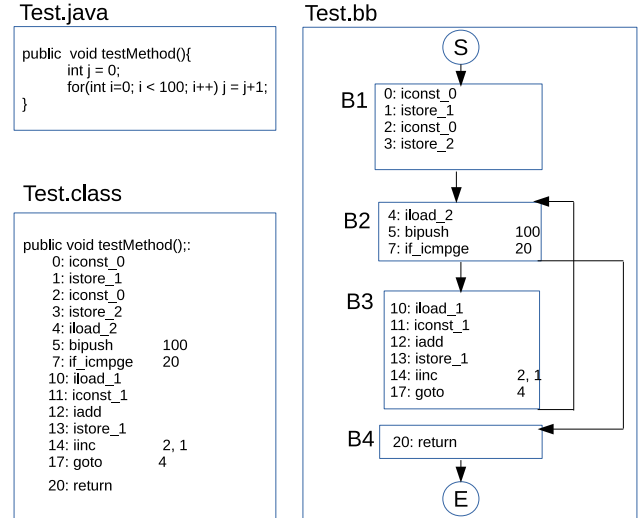 Test.java
public void testMethod(){
int j = 0;
for(int i=0; i < 100; i++) j = j+1;
}
Test.class
public void testMethod();:
0: iconst_0
1: istore_1
2: iconst_0
3: istore_2
4: iload_2
5: bipush 100
7: if_icmpge 20
10: iload_1
11: iconst_1
12: iadd
13: istore_1
14: iinc 2, 1
17: goto 4
20: return
Test.bb
S
B1
0: iconst_0
1: istore_1
2: iconst_0
3: istore_2
B2
4: iload_2
5: bipush 100
7: if_icmpge 20
B3
10: iload_1
11: iconst_1
12: iadd
13: istore_1
14: iinc 2, 1
17: goto 4
B4
20: return
E